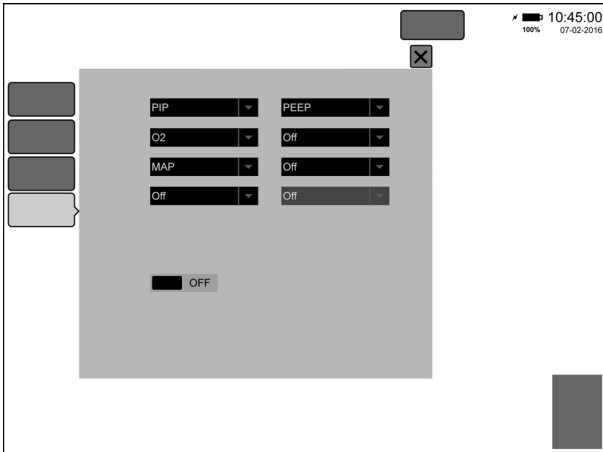 10:45:00
100% 07-02-2016
PIP PEEP
O2 Off
MAP Off
Off Off
OFF